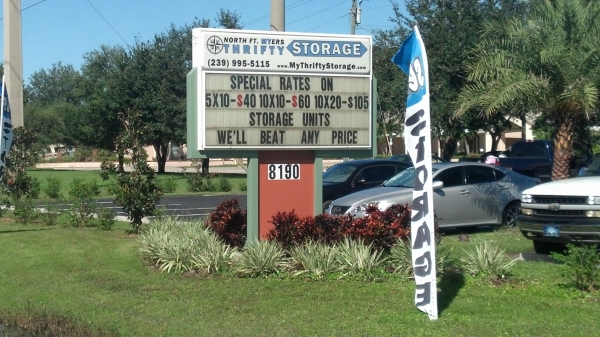 NORTH FT. MYERS
THRIFTY STORAGE
(239) 995-5115 www.MyThriftyStorage.com
SPECIAL RATES ON
5X10-$40 10X10-$60 10X20-$105
STORAGE UNITS
WE'LL BEAT ANY PRICE
8190
STORAGE